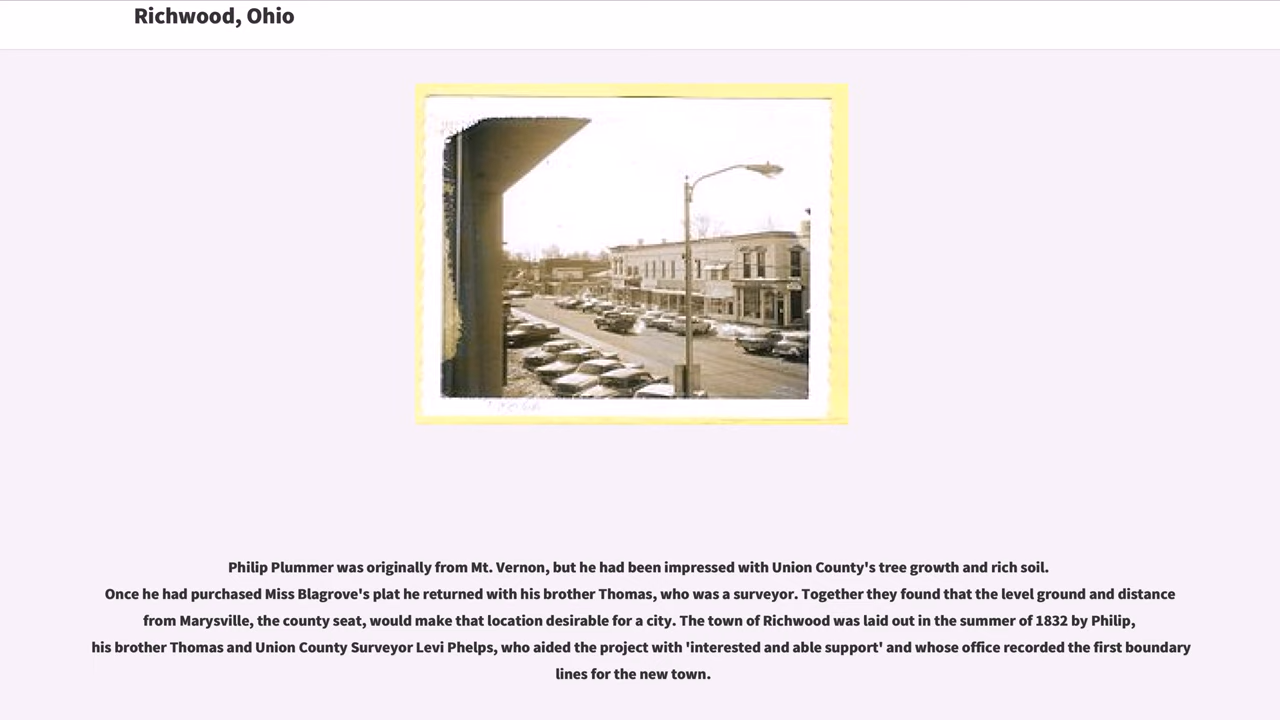 Richwood, Ohio
Philip Plummer was originally from Mt. Vernon, but he had been impressed with Union County's tree growth and rich soil.
Once he had purchased Miss Blagrove's plat he returned with his brother Thomas, who was a surveyor. Together they found that the level ground and distance
from Marysville, the county seat, would make that location desirable for a city. The town of Richwood was laid out in the summer of 1832 by Philip,
his brother Thomas and Union County Surveyor Levi Phelps, who aided the project with 'interested and able support' and whose office recorded the first boundary
lines for the new town.